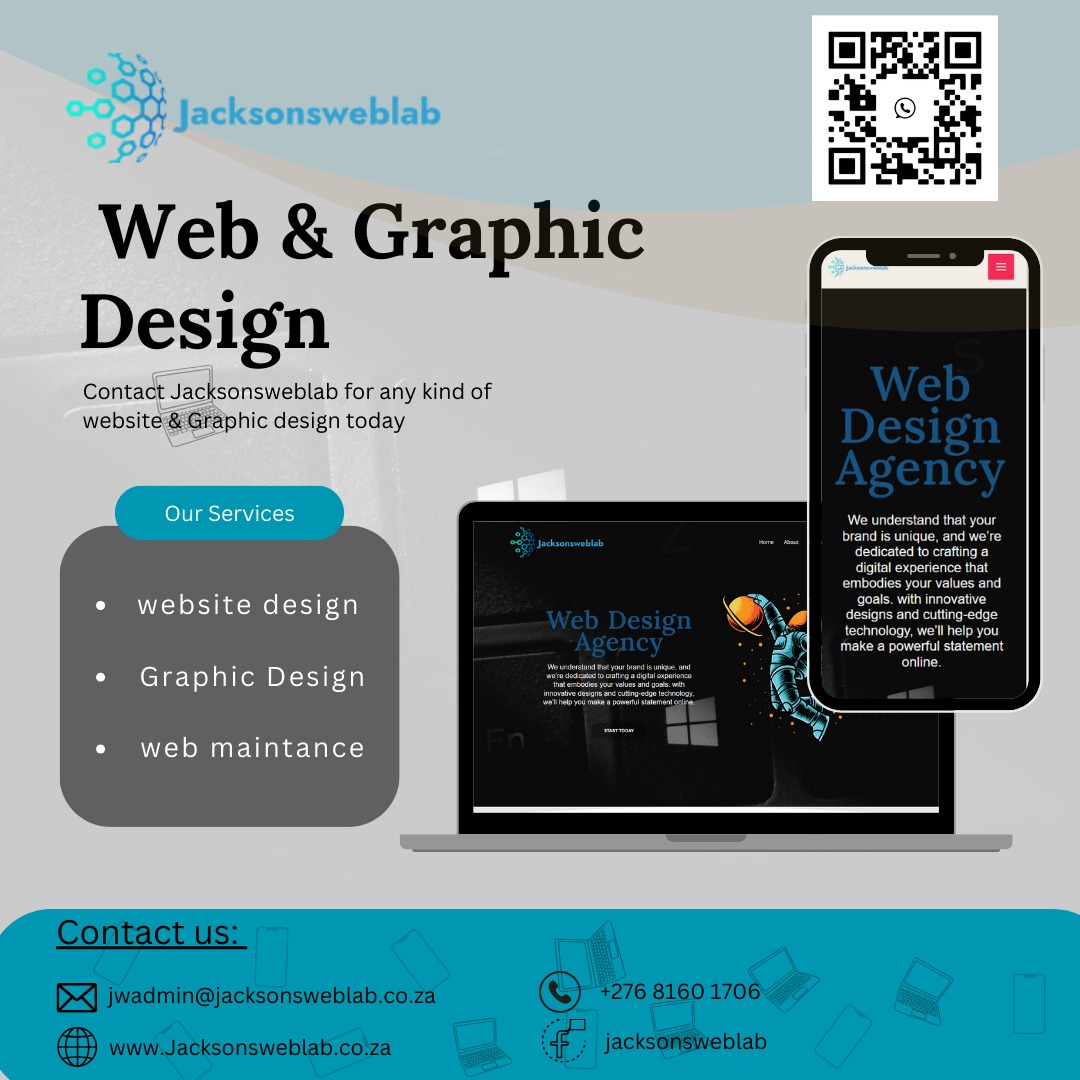 Jacksonsweblab
Web & Graphic
Design
Contact Jacksonsweblab for any kind of
website & Graphic design today
Our Services
website design
Graphic Design
web maintance
Jacksonsweblab
Home About
Web Design
Agency
We understand that your brand is unique, and
we're dedicated to crafting a digital experience
that embodies your values and goals. with
innovative designs and cutting-edge technology,
we'll help you make a powerful statement online.
START TODAY
Fn
Jacksonsweblab
Web
Design
Agency
We understand that your
brand is unique, and we're
dedicated to crafting a
digital experience that
embodies your values and
goals. with innovative
designs and cutting-edge
technology, we'll help you
make a powerful statement
online.
S
Z
Contact us:
jwadmin@jacksonsweblab.co.za
+276 8160 1706
www.Jacksonsweblab.co.za
jacksonsweblab